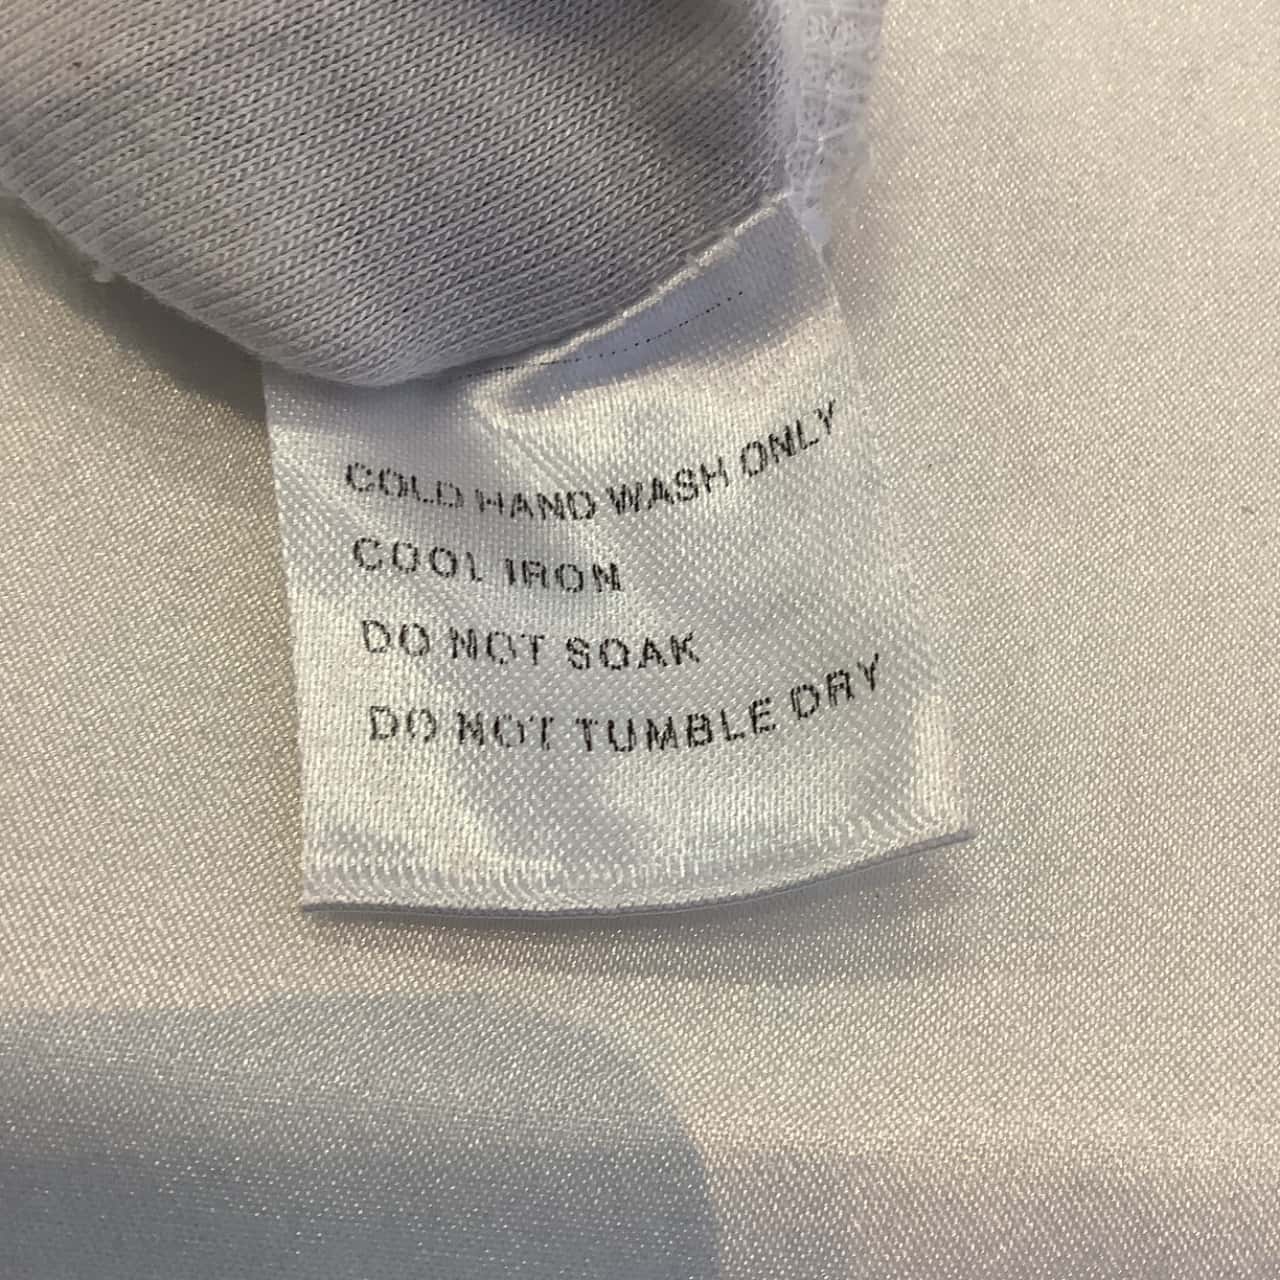 COLD HAND WASH ONLY
COOL IRON
DO NOT SOAK
DO NOT TUMBLE DRY